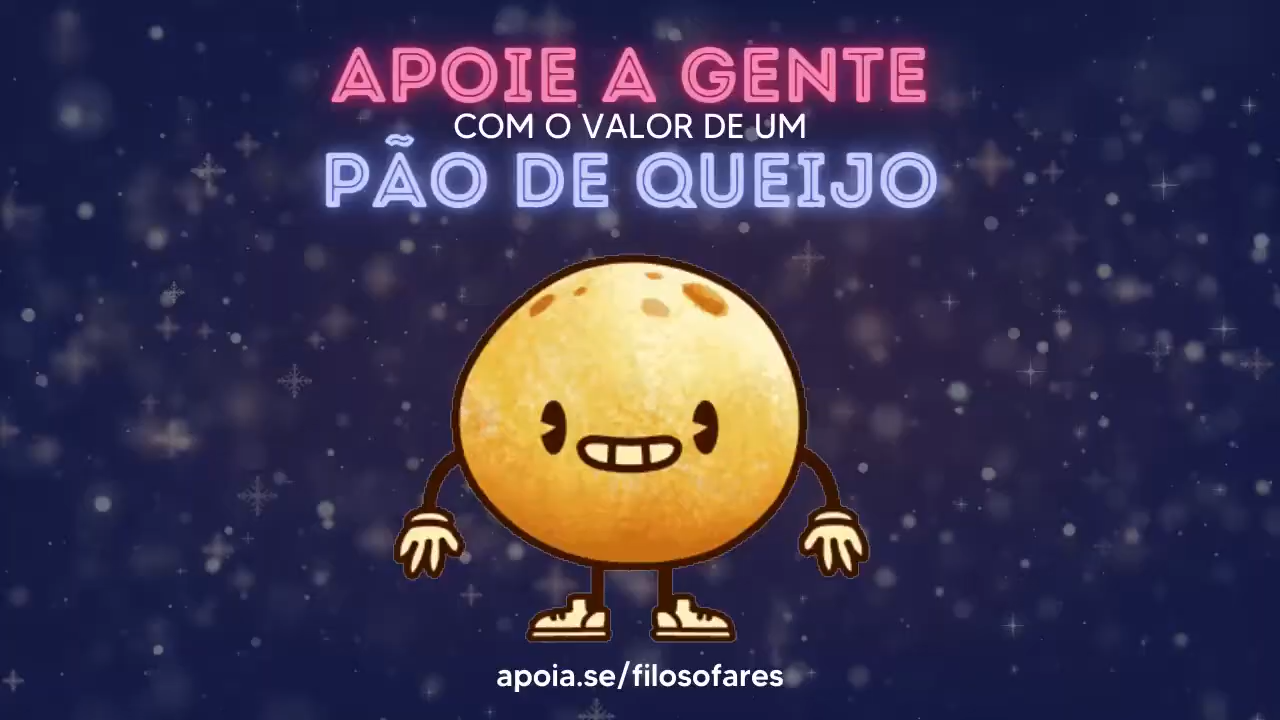 APOIE A GENTE
COM O VALOR DE UM
PÃO DE QUEIJO
apoia.se/filosofares